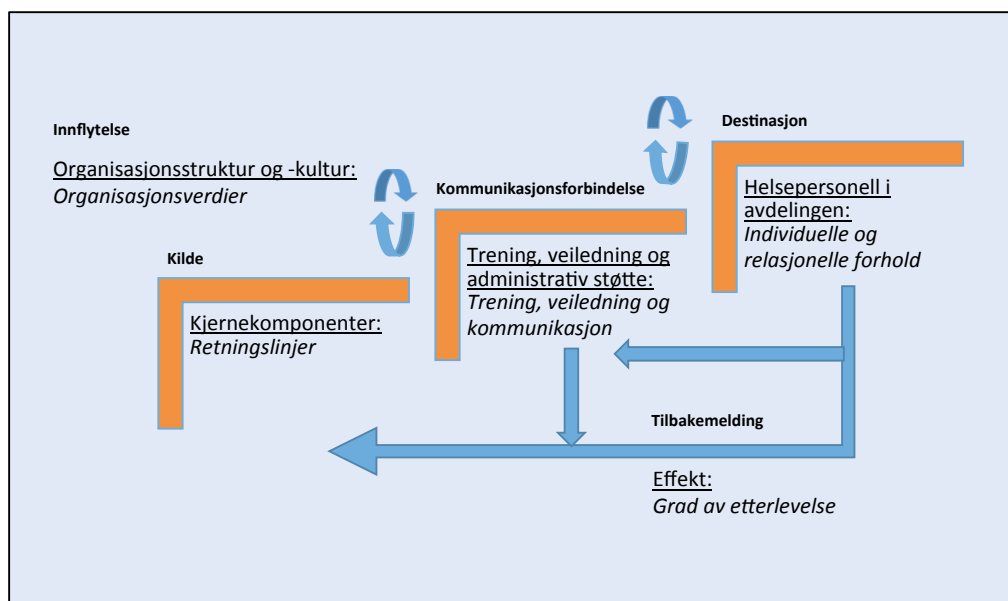 Innflytelse
Organisasjonsstruktur og -kultur:
Organisasjonsverdier
Kilde
Kjernekomponenter:
Retningslinjer
Kommunikasjonsforbindelse
Trening, veiledning og
administrativ støtte:
Trening, veiledning og
kommunikasjon
Destinasjon
Helsepersonell i
avdelingen:
Individuelle og
relasjonelle forhold
Tilbakemelding
Effekt:
Grad av etterlevelse